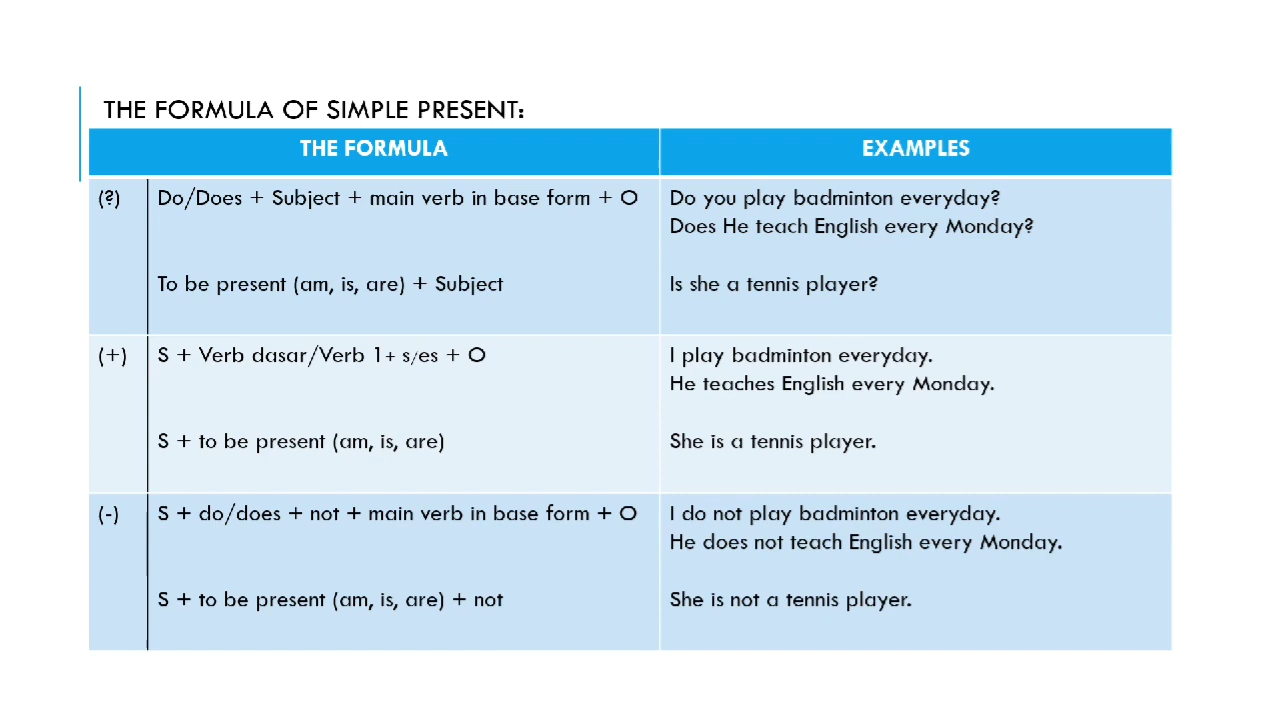 THE FORMULA OF SIMPLE PRESENT:
THE FORMULA EXAMPLES
(?) Do/Does + Subject + main verb in base form + O Do you play badminton everyday?
Does He teach English every Monday?
To be present (am, is, are) + Subject Is she a tennis player?
(+) S + Verb dasar/Verb 1+ s/es + O I play badminton everyday.
He teaches English every Monday.
S + to be present (am, is, are) She is a tennis player.
(-) S + do/does + not + main verb in base form + O I do not play badminton everyday.
He does not teach English every Monday.
S + to be present (am, is, are) + not She is not a tennis player.